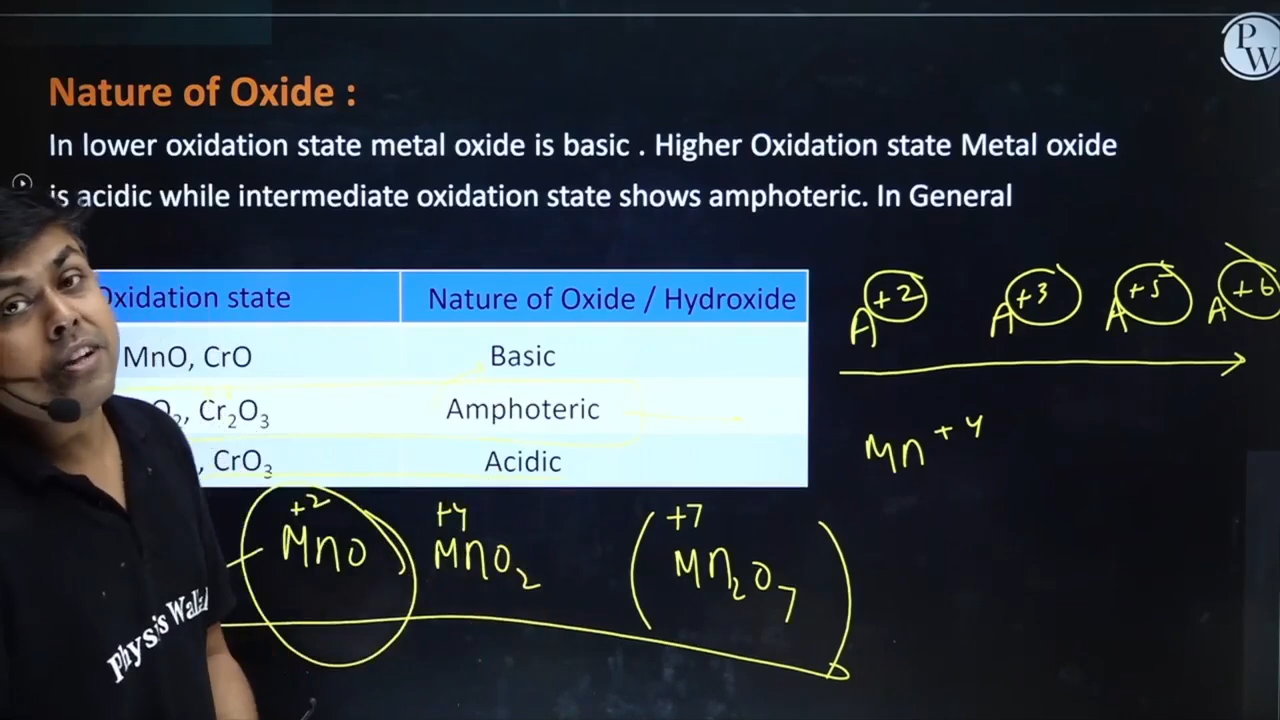 PW
Nature of Oxide :
In lower oxidation state metal oxide is basic . Higher Oxidation state Metal oxide
is acidic while intermediate oxidation state shows amphoteric. In General
Oxidation state Nature of Oxide / Hydroxide
MnO, CrO Basic
O₂, Cr₂O₃ Amphoteric
, CrO₃ Acidic
A⁺² A⁺³ A⁺⁵ A⁺⁶
Mn⁺⁴
+2 +4 +7
MnO MnO₂ (Mn₂O₇)